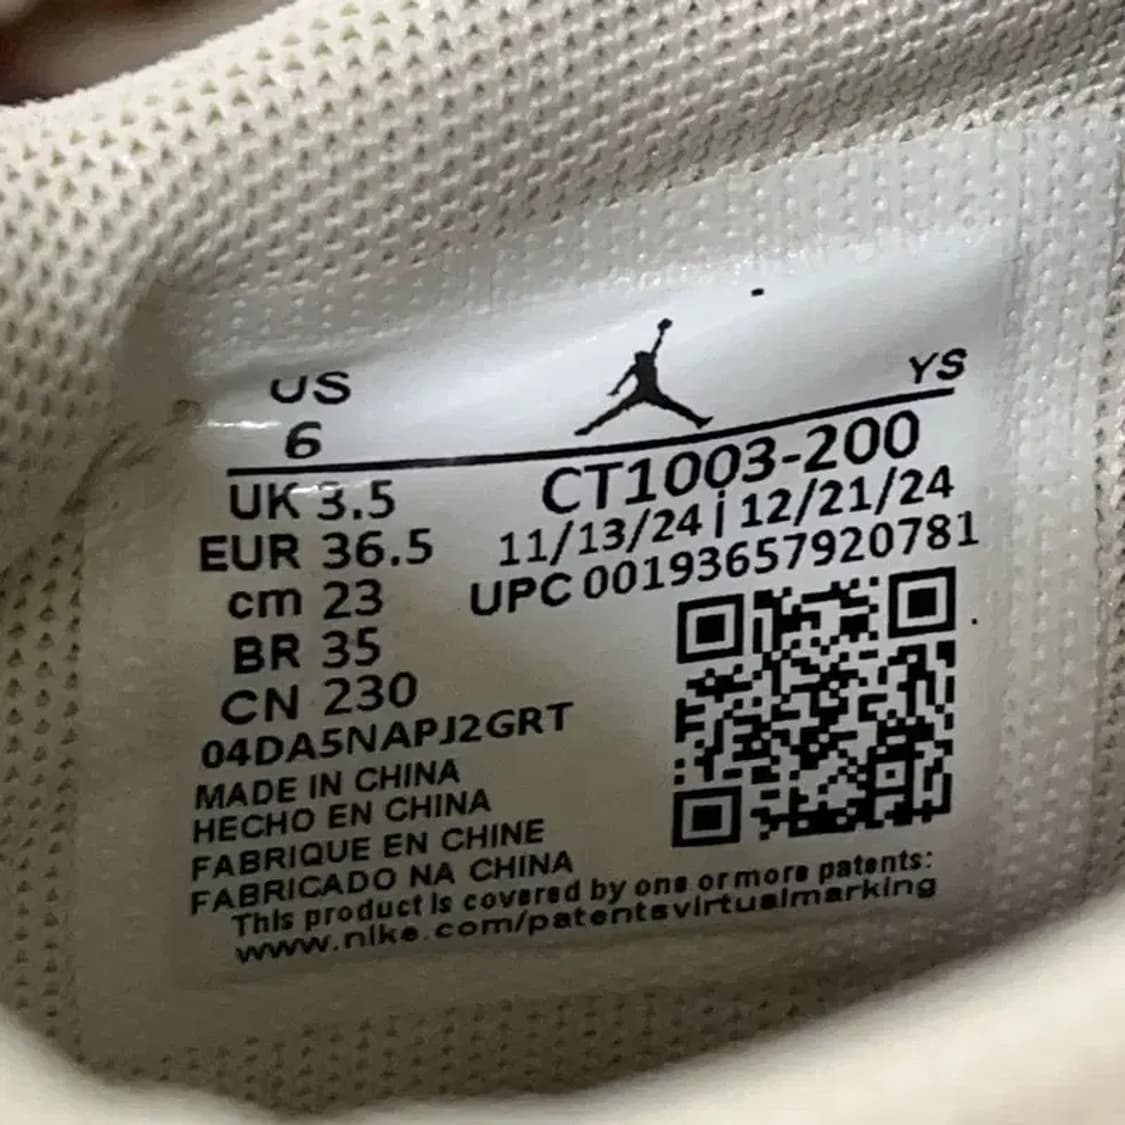 US
6
YS
UK 3.5
EUR 36.5
cm 23
BR 35
CN 230
CT1003-200
11/13/24 | 12/21/24
UPC 00193657920781
04DA5NAPJ2GRT
MADE IN CHINA
HECHO EN CHINA
FABRIQUE EN CHINE
FABRICADO NA CHINA
This product is covered by one or more patents:
www.nike.com/patentsvirtualmarking